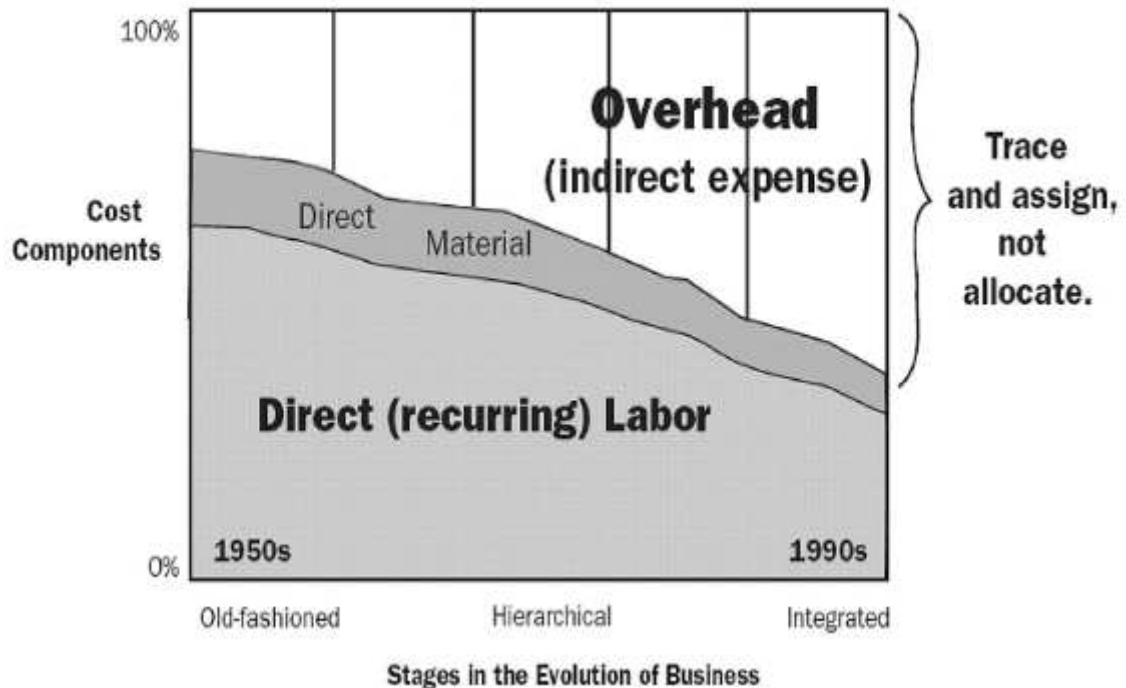 100%
Overhead
(indirect expense)
Trace
and assign,
not
allocate.
Cost
Components
Direct
Material
Direct (recurring) Labor
1950s
1990s
0%
Old-fashioned
Hierarchical
Integrated
Stages in the Evolution of Business